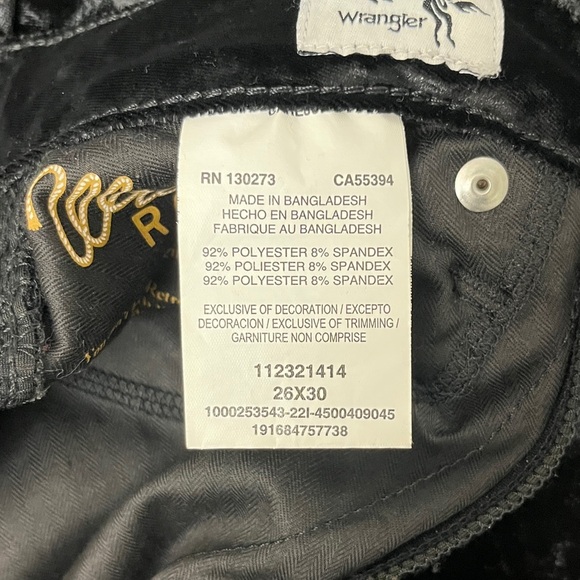 Wrangler
RN 130273 CA55394
MADE IN BANGLADESH
HECHO EN BANGLADESH
FABRIQUE AU BANGLADESH
92% POLYESTER 8% SPANDEX
92% POLIESTER 8% SPANDEX
92% POLYESTER 8% SPANDEX
EXCLUSIVE OF DECORATION / EXCEPTO
DECORACION / EXCLUSIVE OF TRIMMING /
GARNITURE NON COMPRISE
112321414
26X30
1000253543-22I-4500409045
191684757738